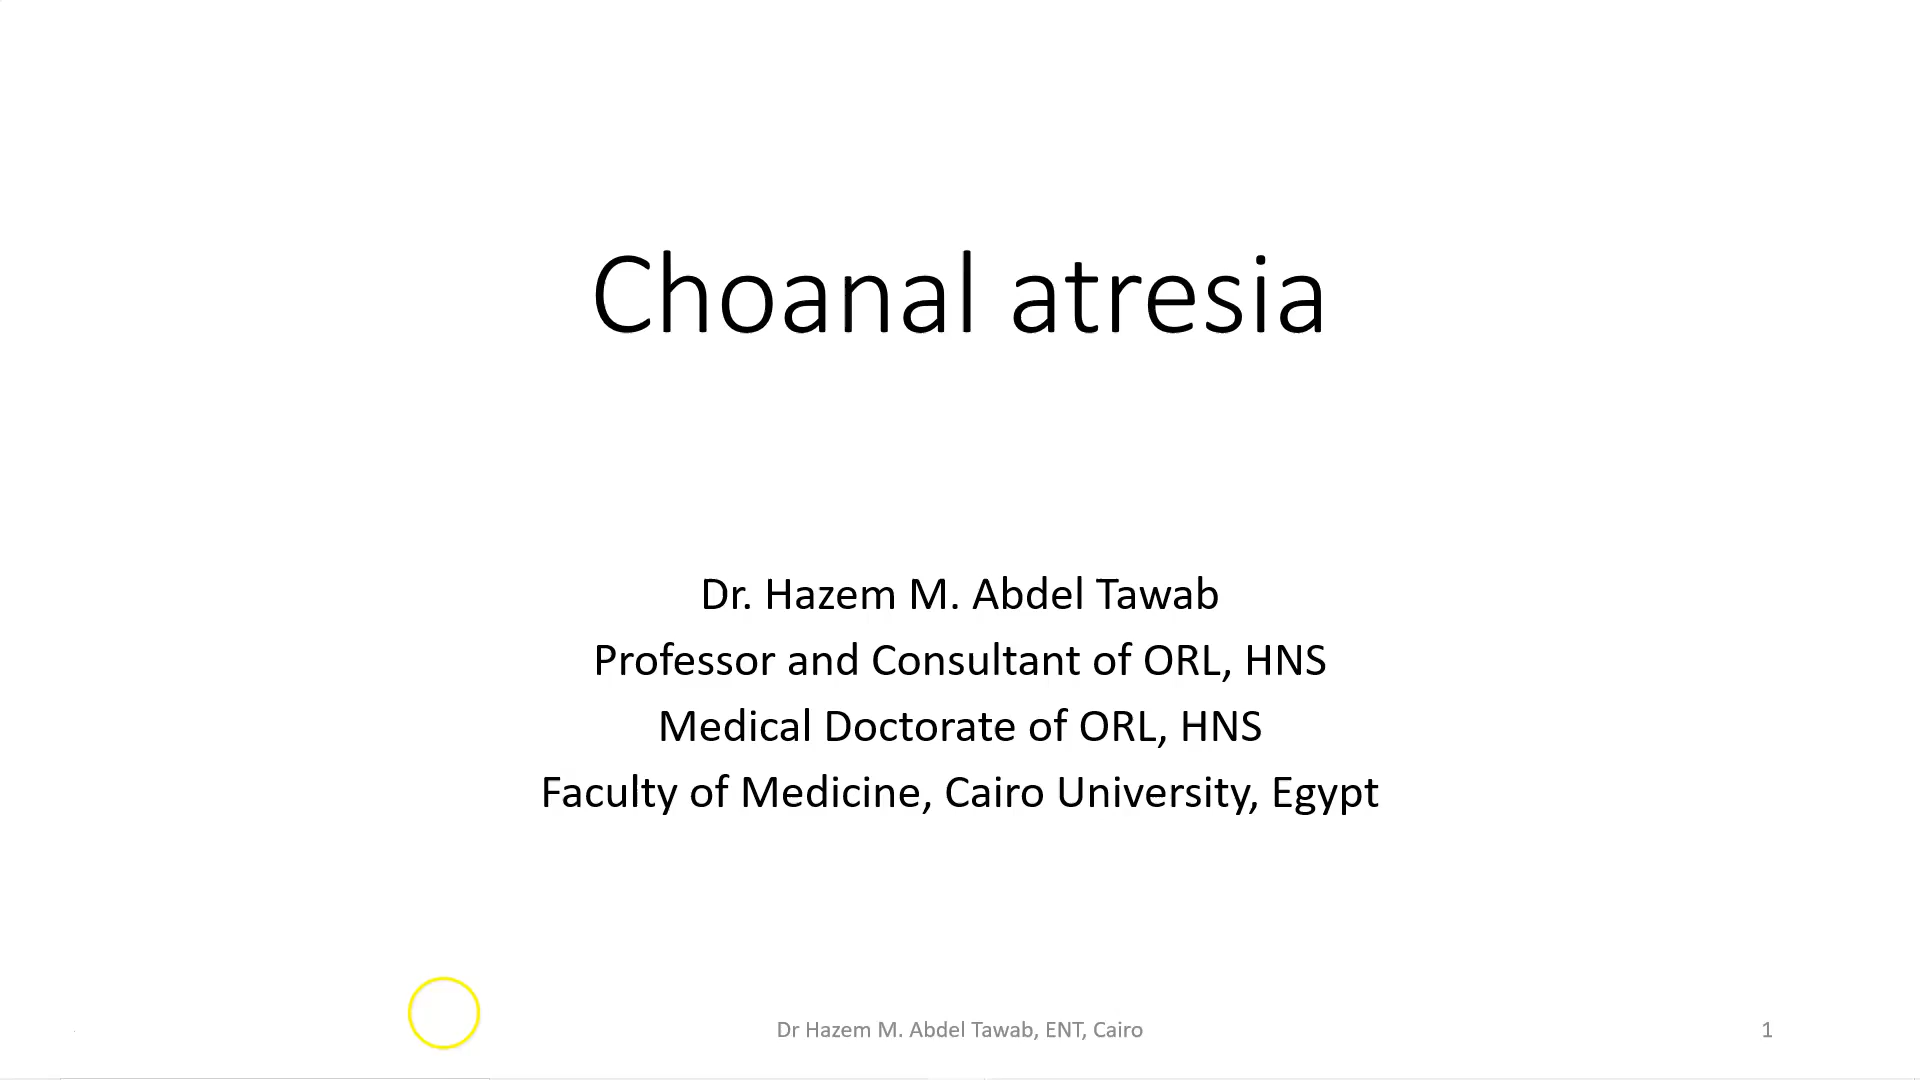 Choanal atresia
Dr. Hazem M. Abdel Tawab
Professor and Consultant of ORL, HNS
Medical Doctorate of ORL, HNS
Faculty of Medicine, Cairo University, Egypt
Dr Hazem M. Abdel Tawab, ENT, Cairo
1